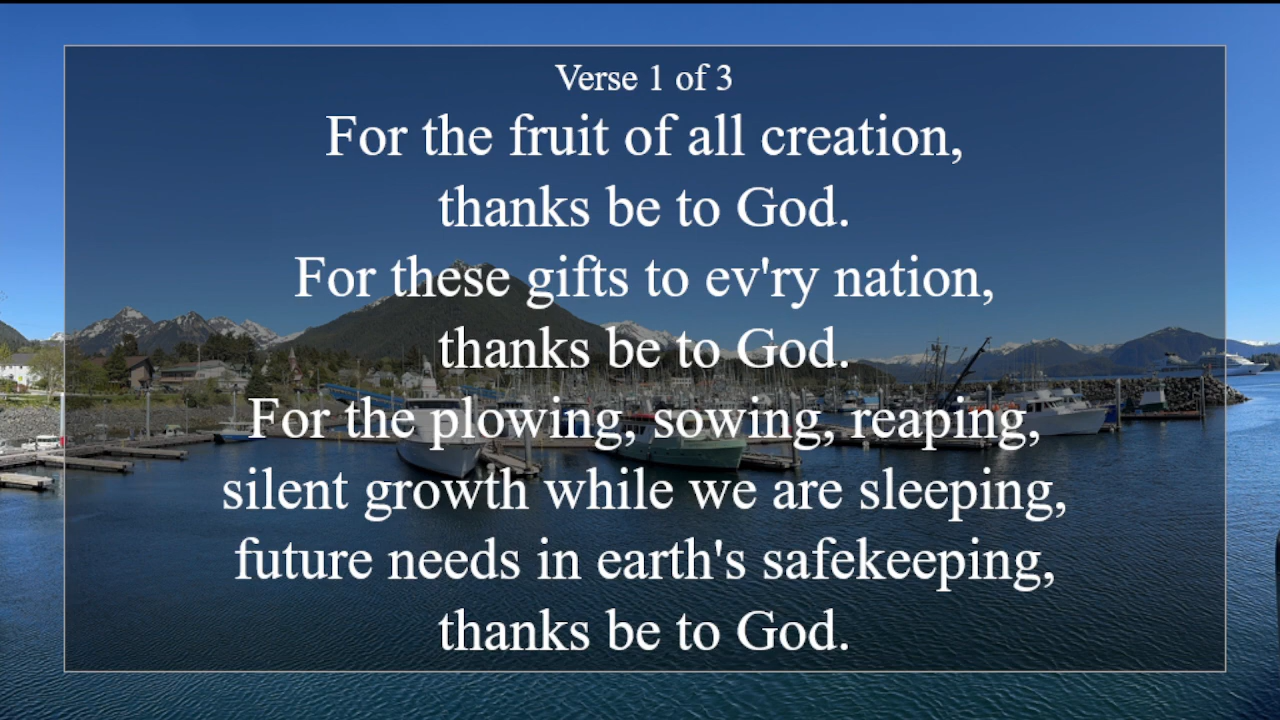 Verse 1 of 3
For the fruit of all creation,
thanks be to God.
For these gifts to ev'ry nation,
thanks be to God.
For the plowing, sowing, reaping,
silent growth while we are sleeping,
future needs in earth's safekeeping,
thanks be to God.